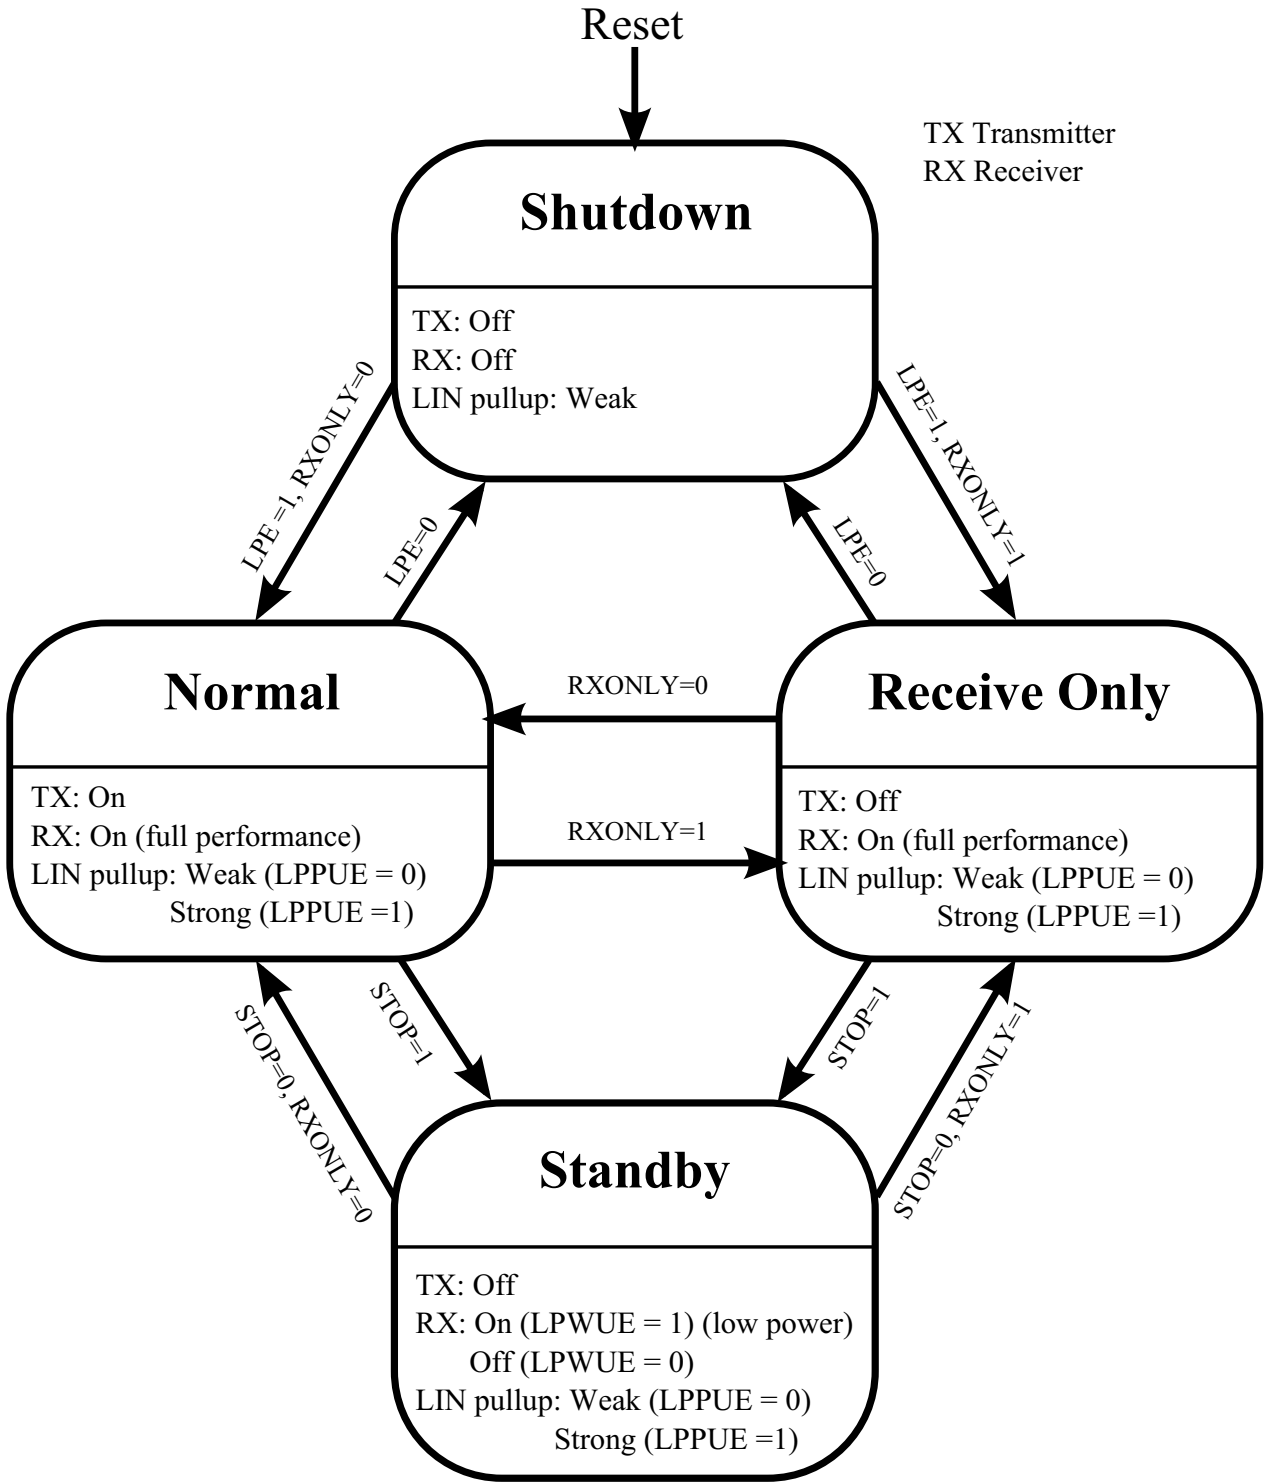 Reset
TX Transmitter
RX Receiver
Shutdown
TX: Off
RX: Off
LIN pullup: Weak
LPE =1, RXONLY=0
LPE=0
LPE=0
LPE=1, RXONLY=1
Normal
TX: On
RX: On (full performance)
LIN pullup: Weak (LPPUE = 0)
Strong (LPPUE =1)
RXONLY=0
RXONLY=1
Receive Only
TX: Off
RX: On (full performance)
LIN pullup: Weak (LPPUE = 0)
Strong (LPPUE =1)
STOP=0, RXONLY=0
STOP=1
STOP=1
STOP=0, RXONLY=1
Standby
TX: Off
RX: On (LPWUE = 1) (low power)
Off (LPWUE = 0)
LIN pullup: Weak (LPPUE = 0)
Strong (LPPUE =1)